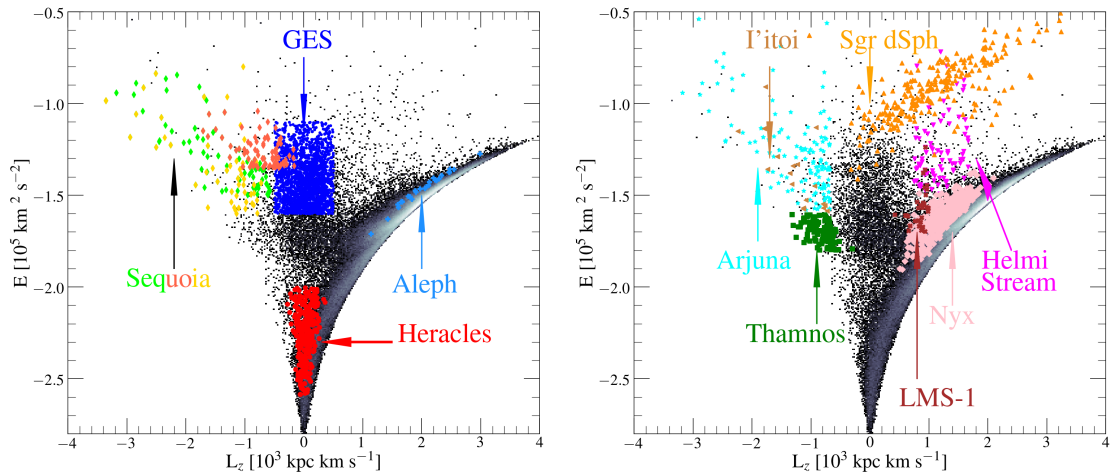 GES
Sequoia
Aleph
Heracles
E [10⁵ km² s⁻²]
−0.5
−1.0
−1.5
−2.0
−2.5
−4 −3 −2 −1 0 1 2 3 4
L_z [10³ kpc km s⁻¹]
I'itoi
Sgr dSph
Arjuna
Thamnos
Helmi
Stream
Nyx
LMS-1
E [10⁵ km² s⁻²]
−0.5
−1.0
−1.5
−2.0
−2.5
−4 −3 −2 −1 0 1 2 3 4
L_z [10³ kpc km s⁻¹]